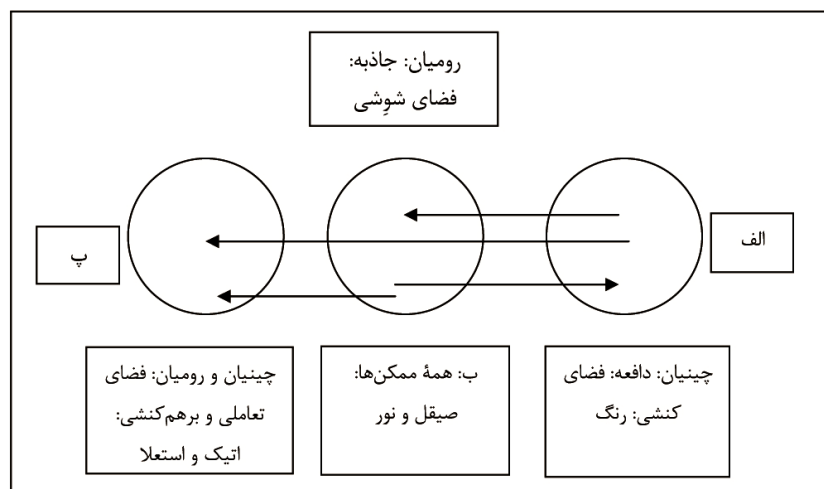 رومیان: جاذبه:
فضای شوِشی
الف
پ
چینیان: دافعه: فضای
کنشی: رنگ
ب: همهٔ ممکن‌ها:
صیقل و نور
چینیان و رومیان: فضای
تعاملی و برهم‌کنشی:
اتیک و استعلا